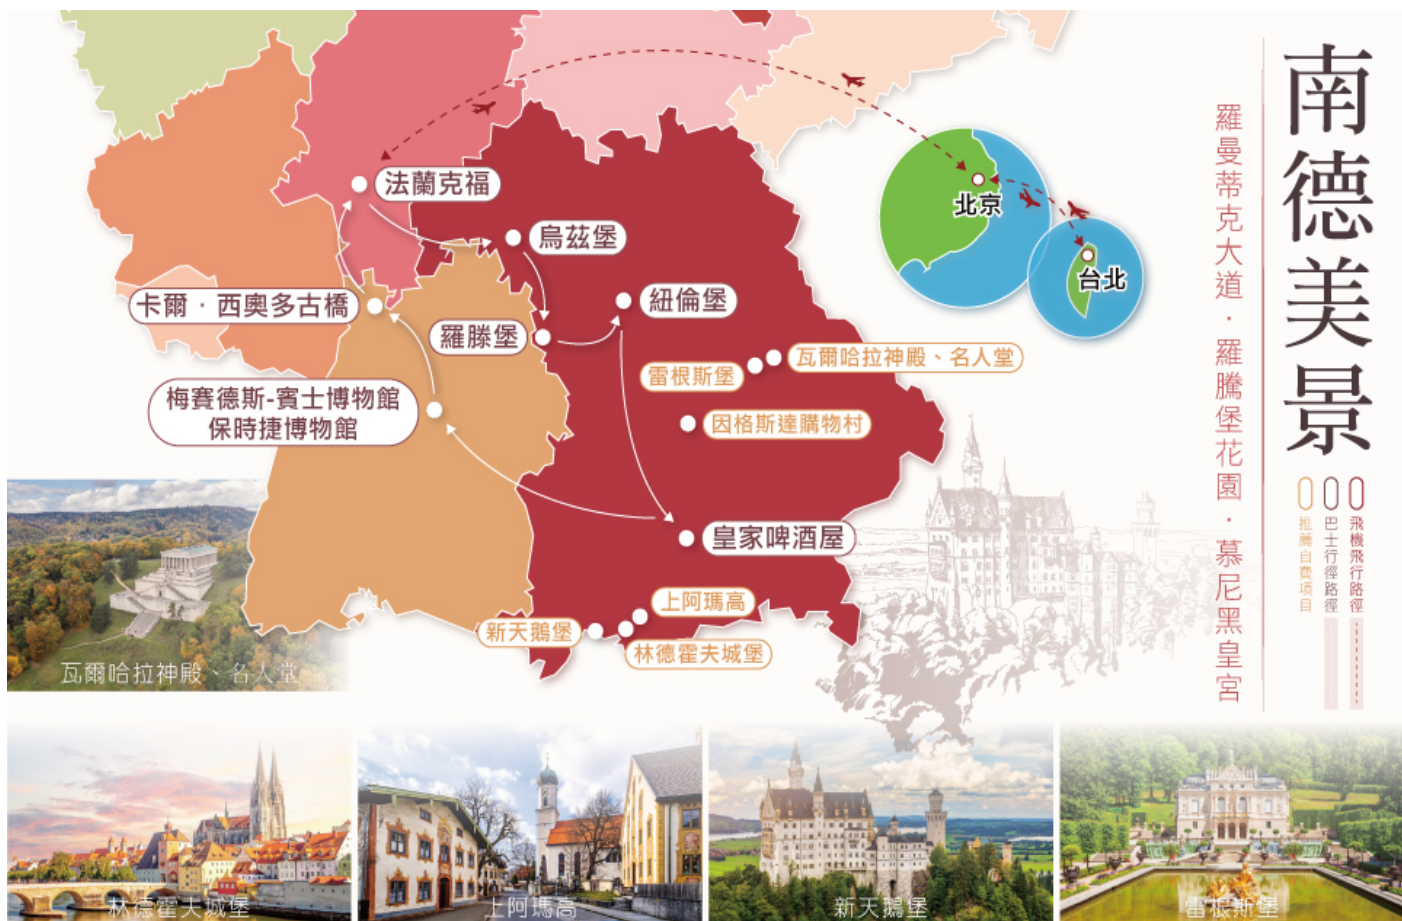 南德美景
羅曼蒂克大道．羅騰堡花園．慕尼黑皇宮
飛機飛行路徑
巴士行徑路徑
推薦自費項目
北京
台北
法蘭克福
烏茲堡
卡爾．西奧多古橋
紐倫堡
羅滕堡
瓦爾哈拉神殿、名人堂
雷根斯堡
梅賽德斯-賓士博物館
保時捷博物館
因格斯達購物村
皇家啤酒屋
上阿瑪高
新天鵝堡
林德霍夫城堡
瓦爾哈拉神殿、名人堂
林德霍夫城堡
上阿瑪高
新天鵝堡
雷根斯堡